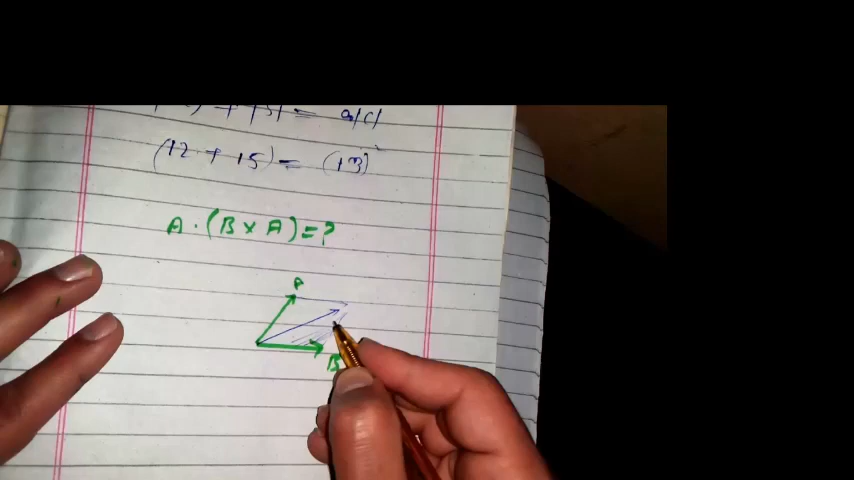 (12 + 15) = (13)
A · (B × A) = ?
A
B